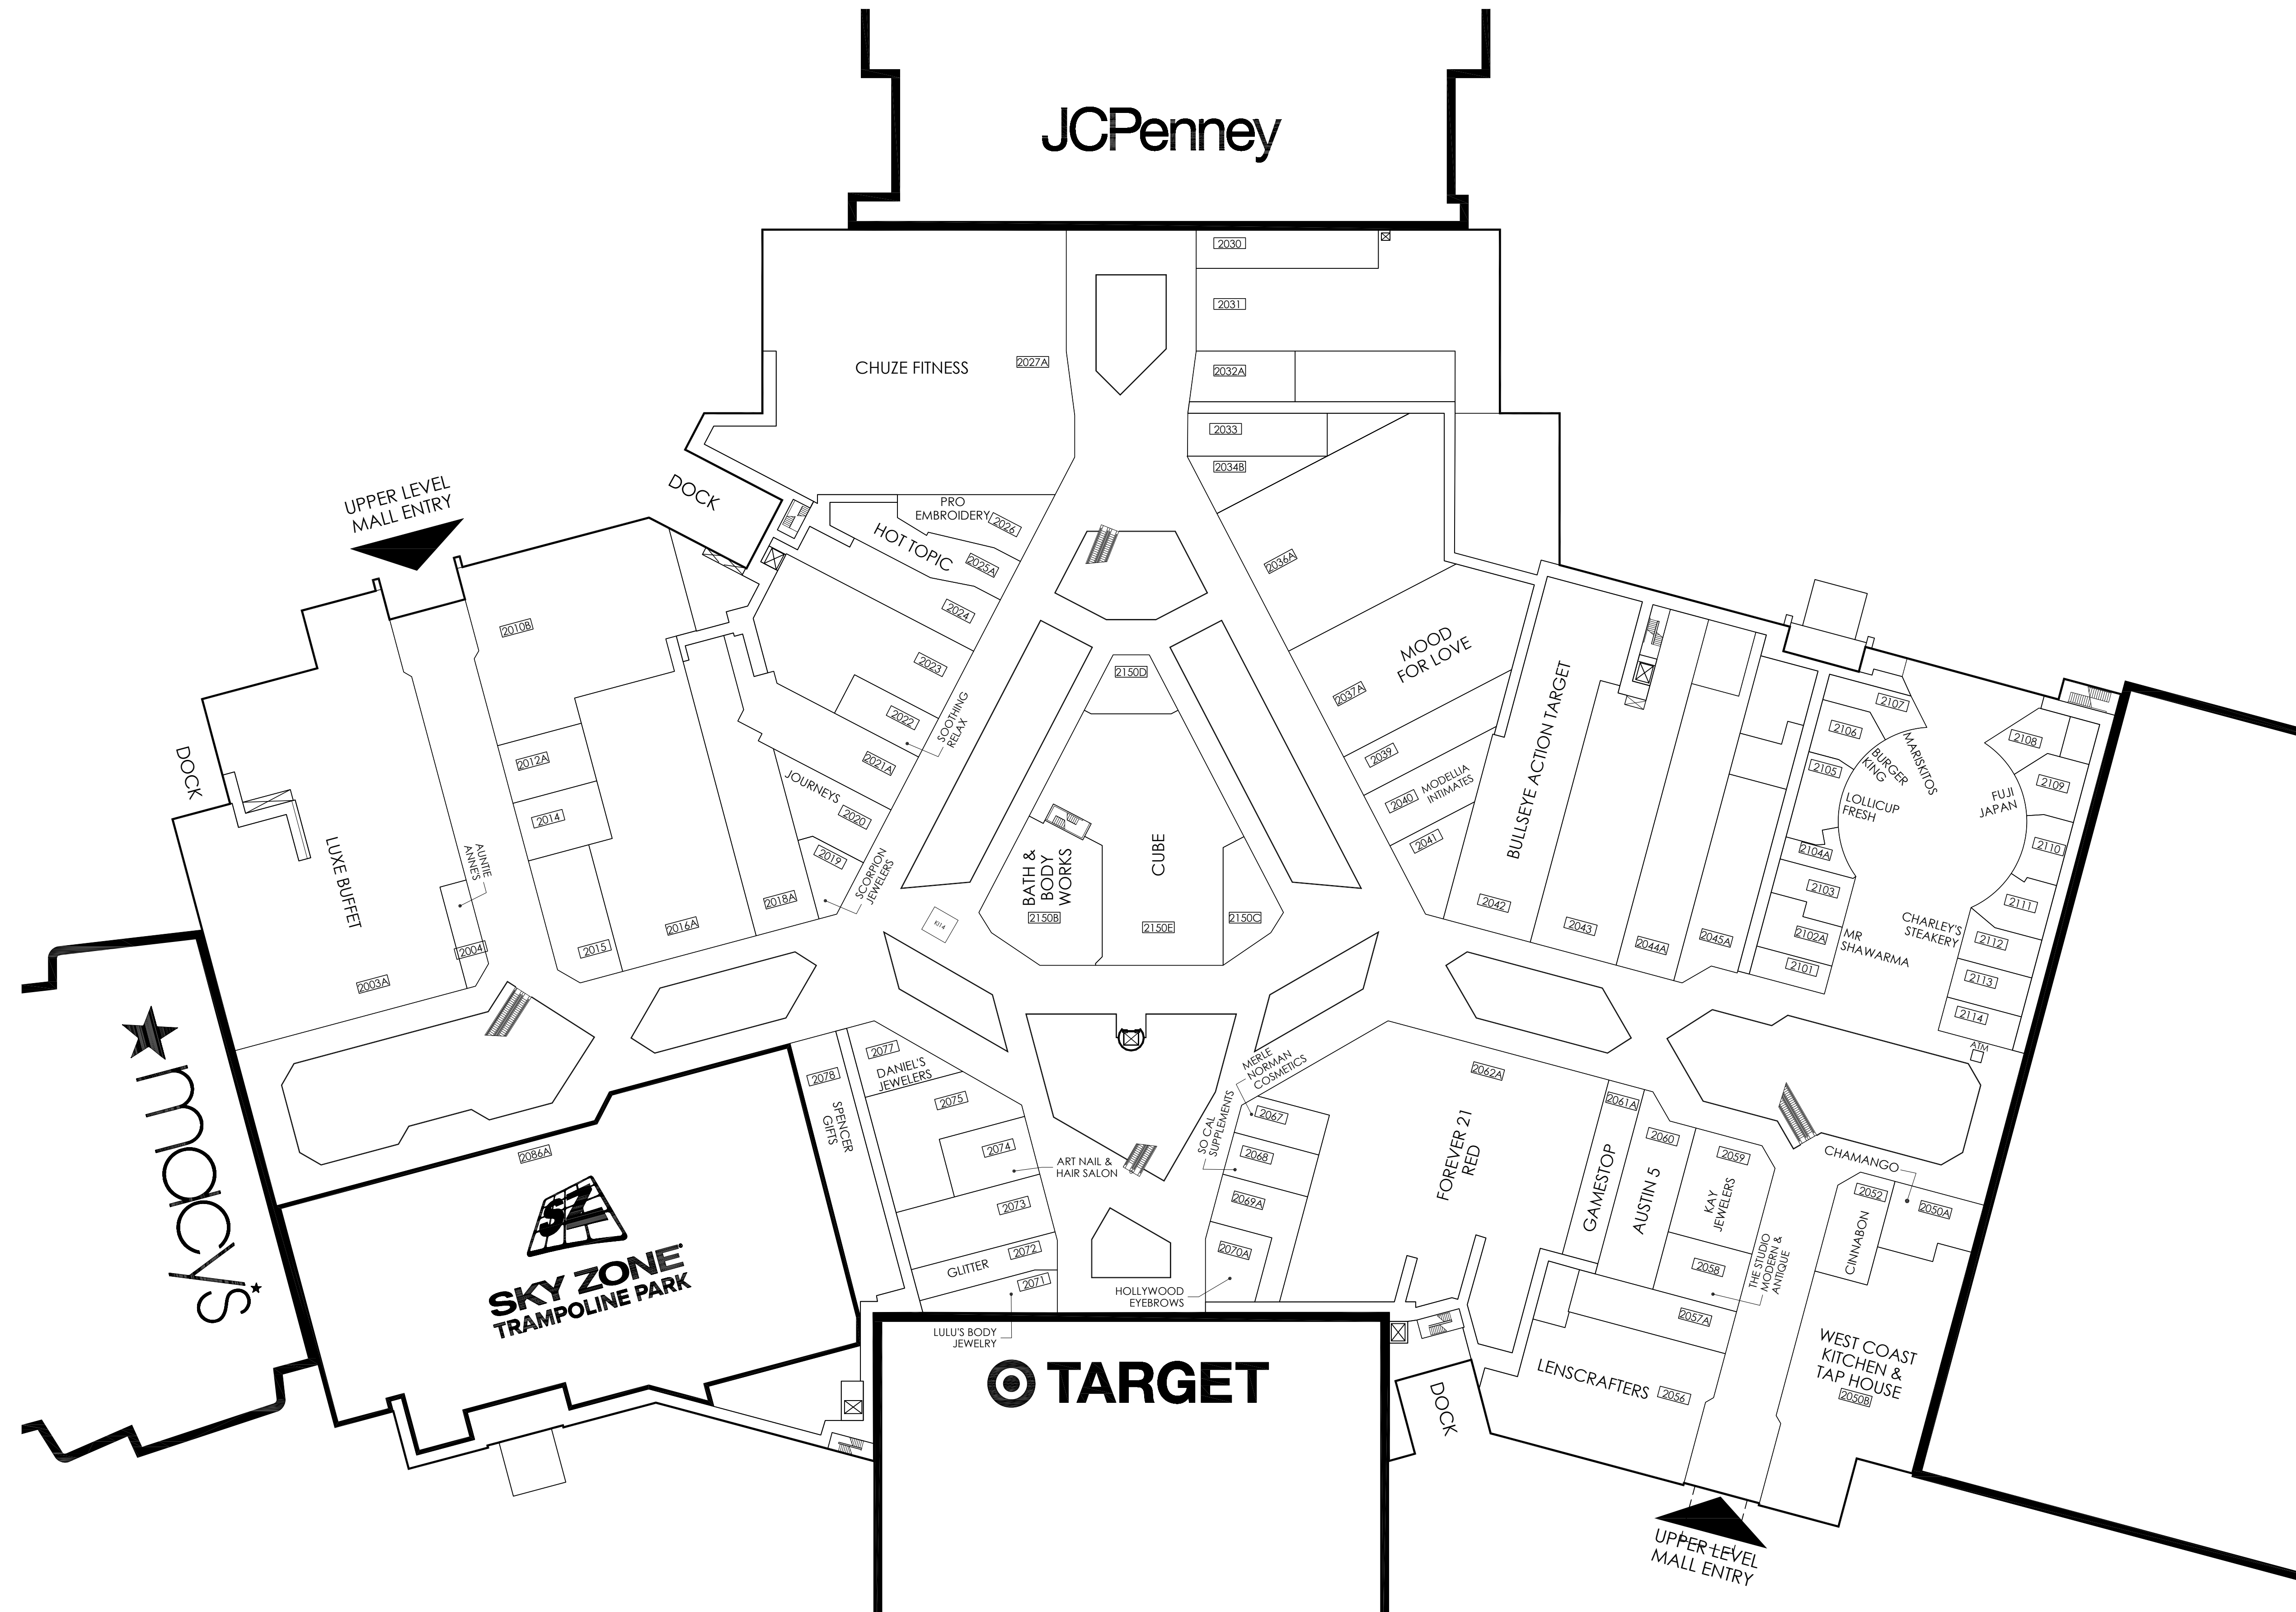 JCPenney
2030
2031
2032A
2033
2034B
CHUZE FITNESS
2027A
DOCK
UPPER LEVEL
MALL ENTRY
PRO
EMBROIDERY
2026
HOT TOPIC
2025A
2024
2023
2022
SOOTHING
RELAX
2021A
JOURNEYS
2020
2019
SCORPION
JEWELERS
2018A
2016A
2015
2014
2012A
2010B
DOCK
LUXE BUFFET
AUNTIE
ANNE'S
2004
2003A
macy's
2036A
MOOD
FOR LOVE
2037A
2039
2040
MODELLIA
INTIMATES
2041
BULLSEYE ACTION TARGET
2042
2043
2044A
2045A
2150D
BATH &
BODY
WORKS
2150B
CUBE
2150E
2150C
K14
2107
MARISKITOS
2106
BURGER
KING
2105
LOLLICUP
FRESH
2104A
2103
2102A
MR
SHAWARMA
2101
2108
2109
FUJI
JAPAN
2110
2111
CHARLEY'S
STEAKERY
2112
2113
2114
ATM
2086A
SZ
SKY ZONE
TRAMPOLINE PARK
2078
SPENCER
GIFTS
2077
DANIEL'S
JEWELERS
2075
2074
ART NAIL &
HAIR SALON
2073
2072
GLITTER
2071
LULU'S BODY
JEWELRY
TARGET
MERLE
NORMAN
COSMETICS
2067
SO CAL
SUPPLEMENTS
2068
2069A
2070A
HOLLYWOOD
EYEBROWS
2062A
FOREVER 21
RED
2061A
GAMESTOP
2060
AUSTIN 5
2059
KAY
JEWELERS
2058
THE STUDIO
MODERN &
ANTIQUE
2057A
LENSCRAFTERS
2056
DOCK
CHAMANGO
2052
2050A
CINNABON
WEST COAST
KITCHEN &
TAP HOUSE
2050B
UPPER LEVEL
MALL ENTRY